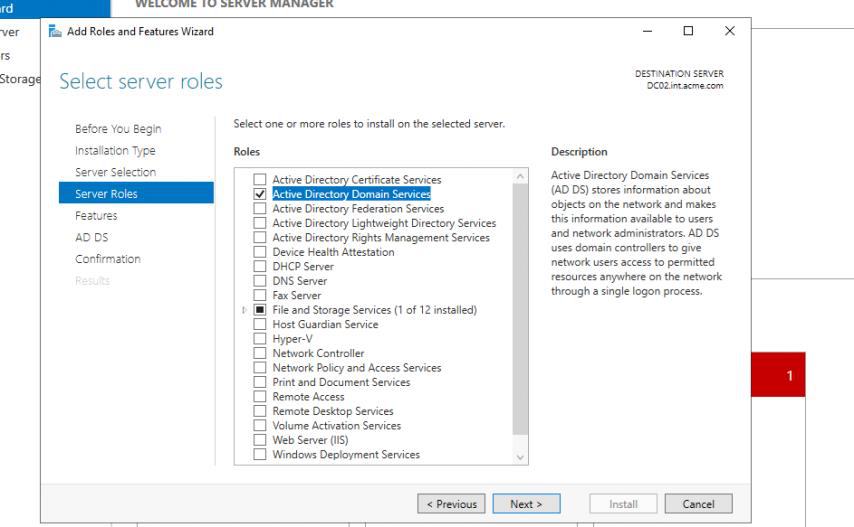 rd
WELCOME TO SERVER MANAGER
rver
rs
Storage
Add Roles and Features Wizard
Select server roles
DESTINATION SERVER
DC02.int.acme.com
Before You Begin
Installation Type
Server Selection
Server Roles
Features
AD DS
Confirmation
Results
Select one or more roles to install on the selected server.
Roles
Active Directory Certificate Services
Active Directory Domain Services
Active Directory Federation Services
Active Directory Lightweight Directory Services
Active Directory Rights Management Services
Device Health Attestation
DHCP Server
DNS Server
Fax Server
File and Storage Services (1 of 12 installed)
Host Guardian Service
Hyper-V
Network Controller
Network Policy and Access Services
Print and Document Services
Remote Access
Remote Desktop Services
Volume Activation Services
Web Server (IIS)
Windows Deployment Services
Description
Active Directory Domain Services
(AD DS) stores information about
objects on the network and makes
this information available to users
and network administrators. AD DS
uses domain controllers to give
network users access to permitted
resources anywhere on the network
through a single logon process.
1
< Previous
Next >
Install
Cancel